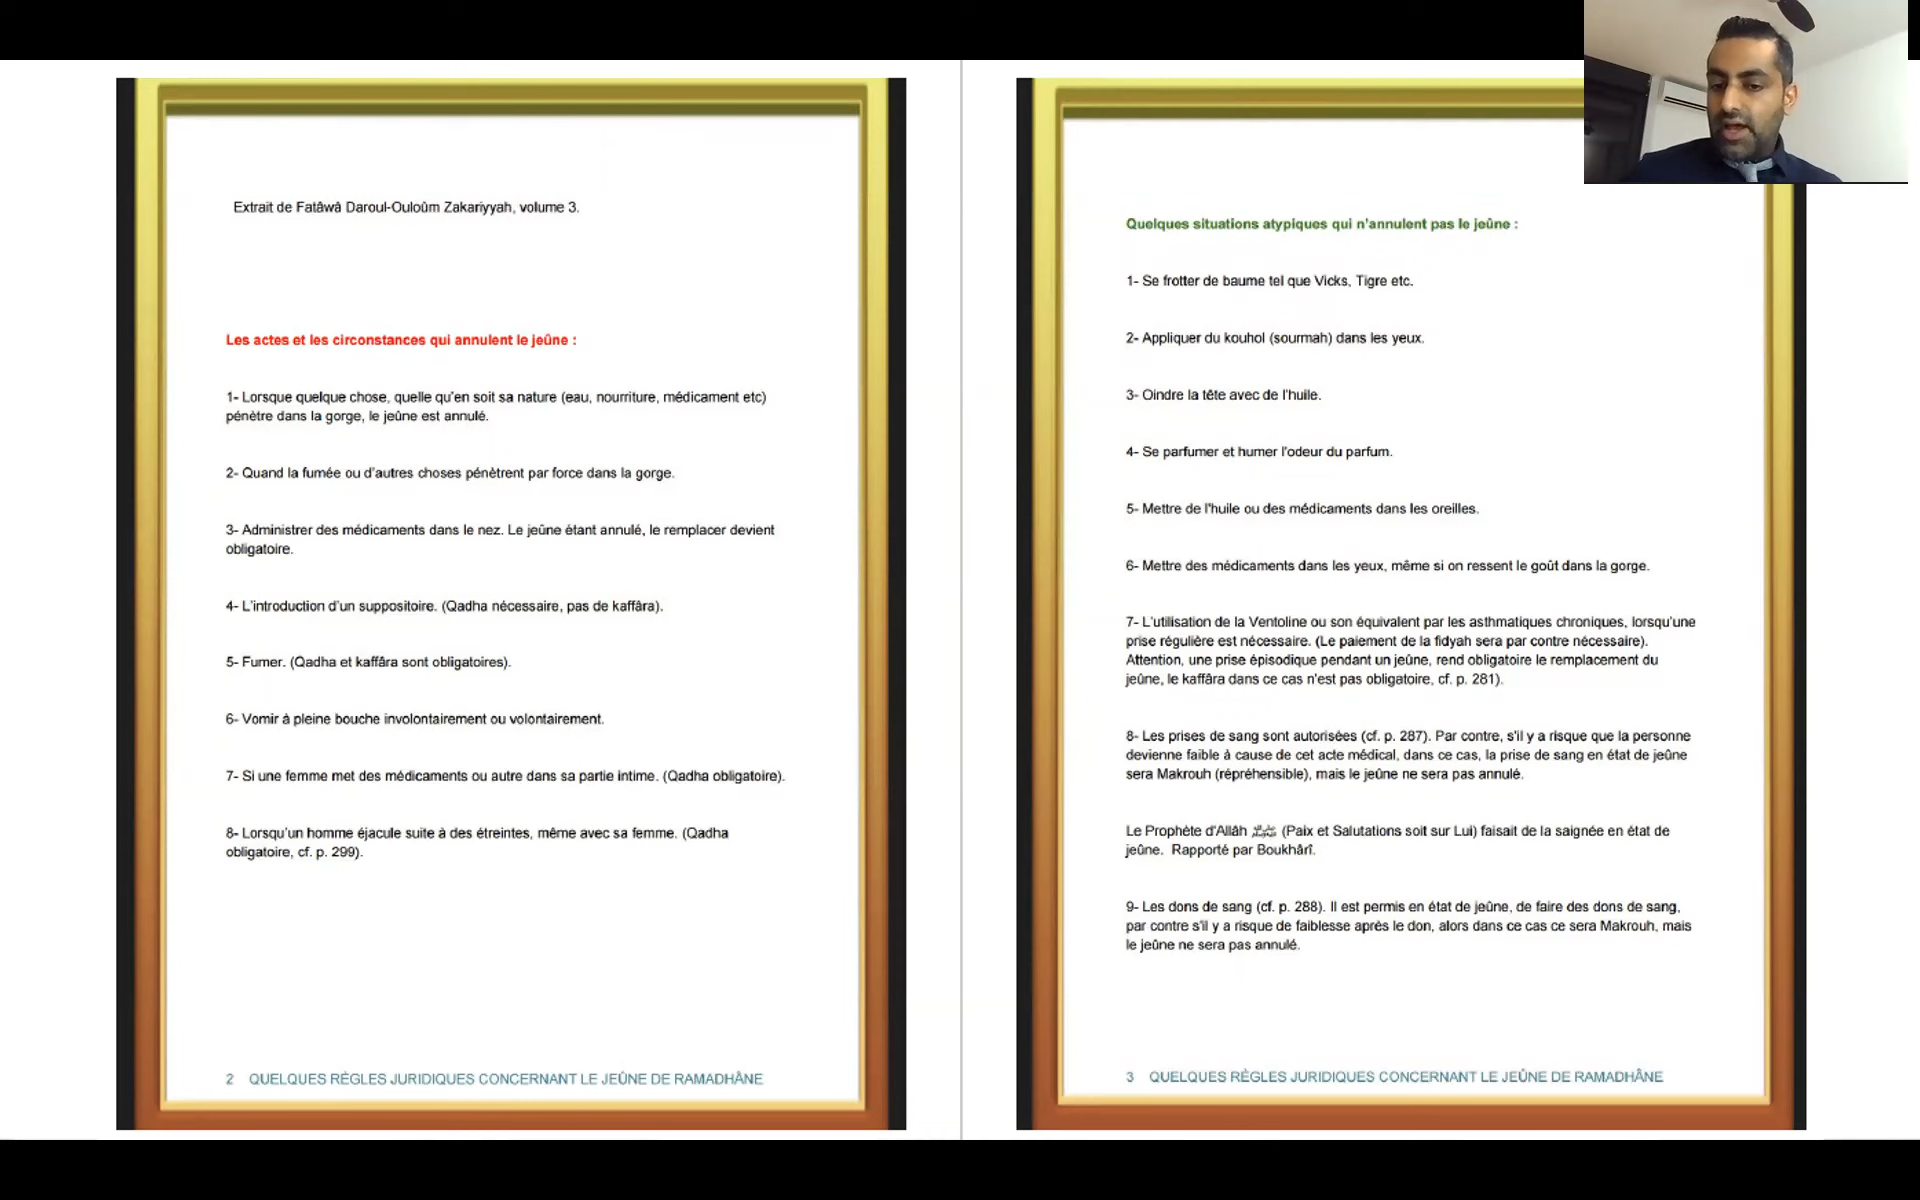 Extrait de Fatâwâ Daroul-Ouloûm Zakariyyah, volume 3.
Les actes et les circonstances qui annulent le jeûne :
1- Lorsque quelque chose, quelle qu'en soit sa nature (eau, nourriture, médicament etc)
pénètre dans la gorge, le jeûne est annulé.
2- Quand la fumée ou d'autres choses pénètrent par force dans la gorge.
3- Administrer des médicaments dans le nez. Le jeûne étant annulé, le remplacer devient
obligatoire.
4- L'introduction d'un suppositoire. (Qadha nécessaire, pas de kaffâra).
5- Fumer. (Qadha et kaffâra sont obligatoires).
6- Vomir à pleine bouche involontairement ou volontairement.
7- Si une femme met des médicaments ou autre dans sa partie intime. (Qadha obligatoire).
8- Lorsqu'un homme éjacule suite à des étreintes, même avec sa femme. (Qadha
obligatoire, cf. p. 299).
2 QUELQUES RÈGLES JURIDIQUES CONCERNANT LE JEÛNE DE RAMADHÂNE
Quelques situations atypiques qui n'annulent pas le jeûne :
1- Se frotter de baume tel que Vicks, Tigre etc.
2- Appliquer du kouhol (sourmah) dans les yeux.
3- Oindre la tête avec de l'huile.
4- Se parfumer et humer l'odeur du parfum.
5- Mettre de l'huile ou des médicaments dans les oreilles.
6- Mettre des médicaments dans les yeux, même si on ressent le goût dans la gorge.
7- L'utilisation de la Ventoline ou son équivalent par les asthmatiques chroniques, lorsqu'une
prise régulière est nécessaire. (Le paiement de la fidyah sera par contre nécessaire).
Attention, une prise épisodique pendant un jeûne, rend obligatoire le remplacement du
jeûne, le kaffâra dans ce cas n'est pas obligatoire, cf. p. 281).
8- Les prises de sang sont autorisées (cf. p. 287). Par contre, s'il y a risque que la personne
devienne faible à cause de cet acte médical, dans ce cas, la prise de sang en état de jeûne
sera Makrouh (répréhensible), mais le jeûne ne sera pas annulé.
Le Prophète d'Allâh ﷺ (Paix et Salutations soit sur Lui) faisait de la saignée en état de
jeûne. Rapporté par Boukhârî.
9- Les dons de sang (cf. p. 288). Il est permis en état de jeûne, de faire des dons de sang,
par contre s'il y a risque de faiblesse après le don, alors dans ce cas ce sera Makrouh, mais
le jeûne ne sera pas annulé.
3 QUELQUES RÈGLES JURIDIQUES CONCERNANT LE JEÛNE DE RAMADHÂNE